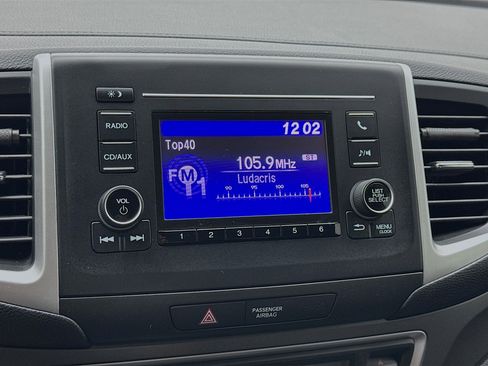 12 02
RADIO
Top40
CD/AUX
105.9MHz
ST
FM1
Ludacris
90 95 100 105
VOL
LIST
PUSH
SELECT
1 2 3 4 5 6
MENU
CLOCK
PASSENGER
AIRBAG